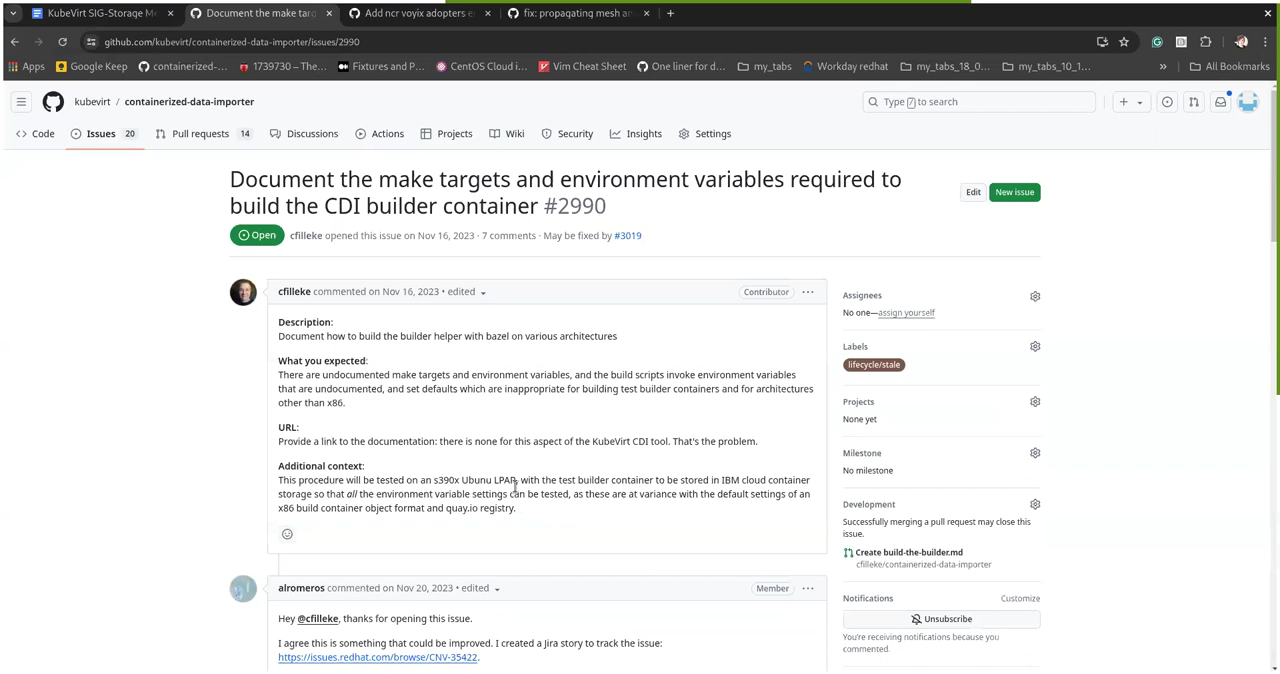 KubeVirt SIG-Storage M
Document the make targ
Add ncr voyix adopters e
fix: propagating mesh an
github.com/kubevirt/containerized-data-importer/issues/2990
Apps
Google Keep
containerized-...
1739730 – The...
Fixtures and P...
CentOS Cloud i...
Vim Cheat Sheet
One liner for d...
my_tabs
Workday redhat
my_tabs_18_0...
my_tabs_10_1...
»
All Bookmarks
kubevirt / containerized-data-importer
Type / to search
Code
Issues 20
Pull requests 14
Discussions
Actions
Projects
Wiki
Security
Insights
Settings
Document the make targets and environment variables required to
build the CDI builder container #2990
Edit
New issue
Open
cfilleke opened this issue on Nov 16, 2023 · 7 comments · May be fixed by #3019
cfilleke commented on Nov 16, 2023 • edited
Contributor
Description:
Document how to build the builder helper with bazel on various architectures
What you expected:
There are undocumented make targets and environment variables, and the build scripts invoke environment variables
that are undocumented, and set defaults which are inappropriate for building test builder containers and for architectures
other than x86.
URL:
Provide a link to the documentation: there is none for this aspect of the KubeVirt CDI tool. That's the problem.
Additional context:
This procedure will be tested on an s390x Ubunu LPAR, with the test builder container to be stored in IBM cloud container
storage so that all the environment variable settings can be tested, as these are at variance with the default settings of an
x86 build container object format and quay.io registry.
Assignees
No one—assign yourself
Labels
lifecycle/stale
Projects
None yet
Milestone
No milestone
Development
Successfully merging a pull request may close this
issue.
Create build-the-builder.md
cfilleke/containerized-data-importer
Notifications
Customize
Unsubscribe
You're receiving notifications because you
commented.
alromeros commented on Nov 20, 2023 • edited
Member
Hey @cfilleke, thanks for opening this issue.
I agree this is something that could be improved. I created a Jira story to track the issue:
https://issues.redhat.com/browse/CNV-35422.